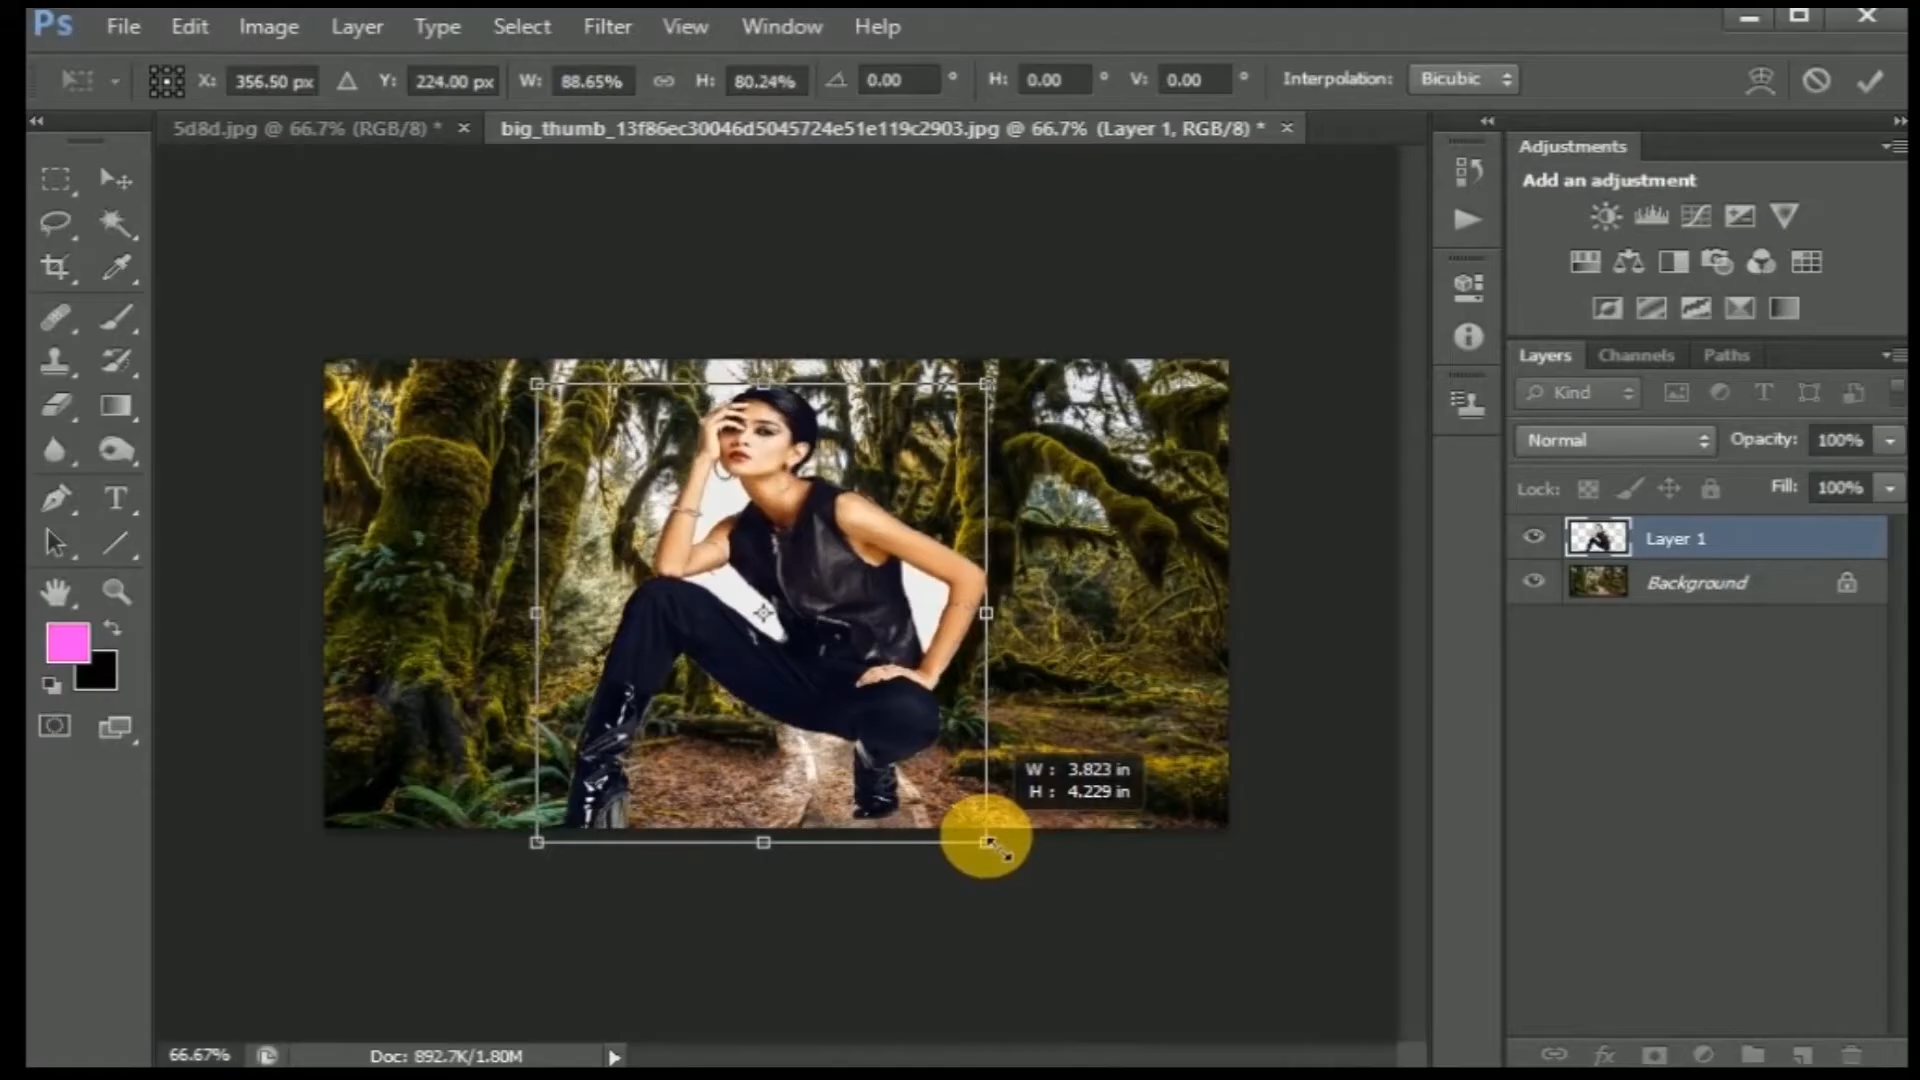 Ps File Edit Image Layer Type Select Filter View Window Help
X: 356.50 px Y: 224.00 px W: 88.65% H: 80.24% 0.00 ° H: 0.00 ° V: 0.00 ° Interpolation: Bicubic
5d8d.jpg @ 66.7% (RGB/8) * × big_thumb_13f86ec30046d5045724e51e119c2903.jpg @ 66.7% (Layer 1, RGB/8) * ×
Adjustments
Add an adjustment
Layers Channels Paths
Kind
Normal Opacity: 100%
Lock: Fill: 100%
Layer 1
Background
W : 3.823 in
H : 4.229 in
66.67% Doc: 892.7K/1.80M